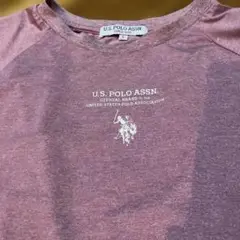 U.S. POLO ASSN.
U.S. POLO ASSN.
OFFICIAL BRAND OF THE
UNITED STATES POLO ASSOCIATION